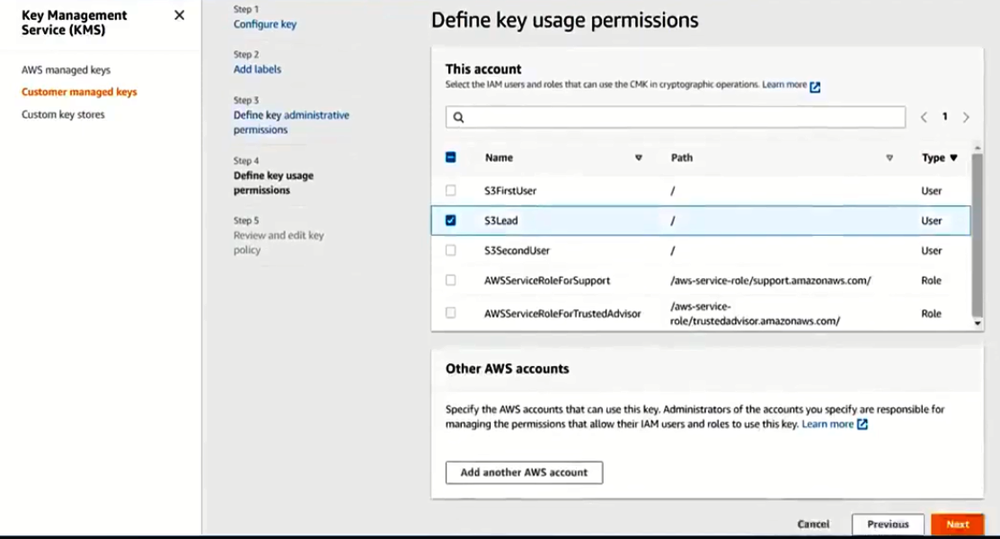 Key Management
Service (KMS)
AWS managed keys
Customer managed keys
Custom key stores
Step 1
Configure key
Step 2
Add labels
Step 3
Define key administrative
permissions
Step 4
Define key usage
permissions
Step 5
Review and edit key
policy
Define key usage permissions
This account
Select the IAM users and roles that can use the CMK in cryptographic operations. Learn more
1
Name Path Type
S3FirstUser / User
S3Lead / User
S3SecondUser / User
AWSServiceRoleForSupport /aws-service-role/support.amazonaws.com/ Role
AWSServiceRoleForTrustedAdvisor /aws-service-
role/trustedadvisor.amazonaws.com/ Role
Other AWS accounts
Specify the AWS accounts that can use this key. Administrators of the accounts you specify are responsible for
managing the permissions that allow their IAM users and roles to use this key. Learn more
Add another AWS account
Cancel Previous Next